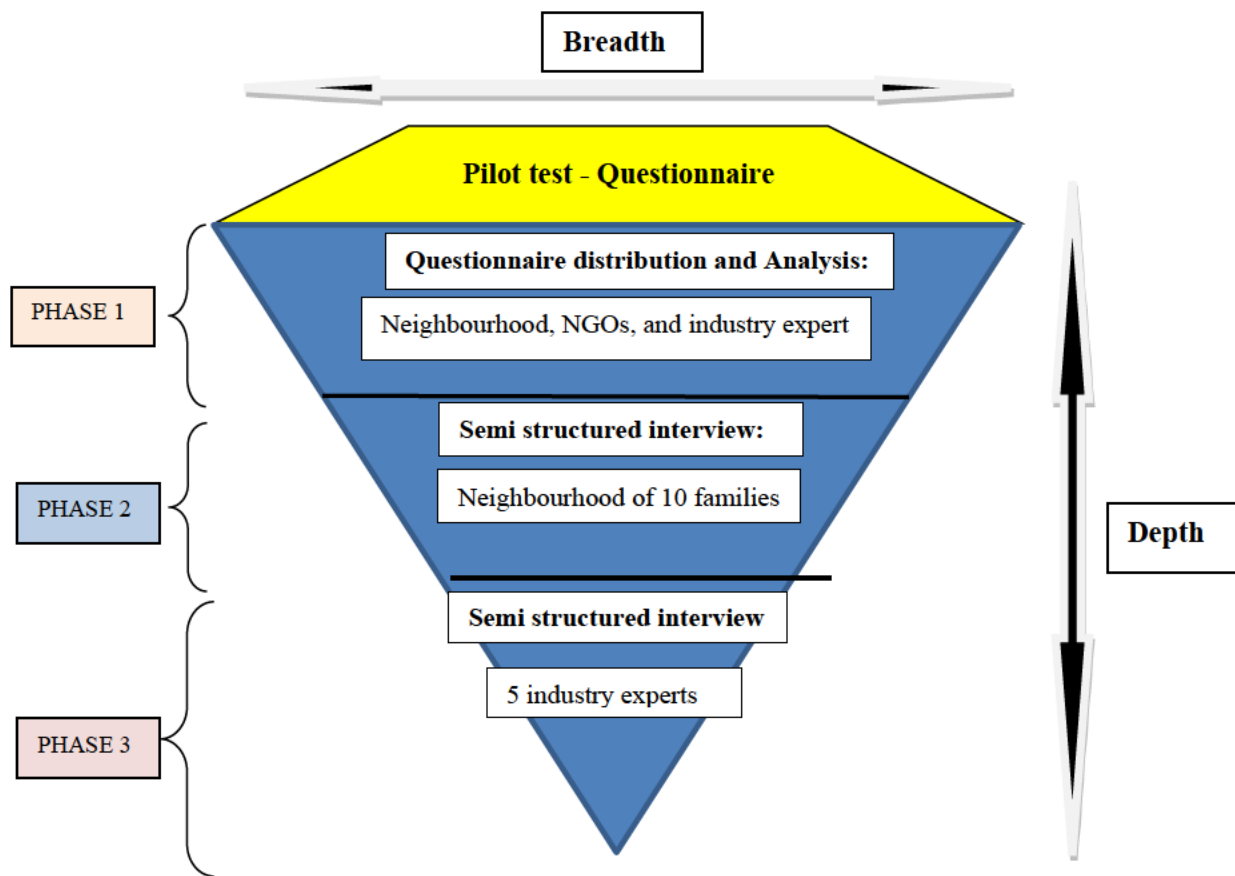 Breadth
Pilot test - Questionnaire
Questionnaire distribution and Analysis:
PHASE 1
Neighbourhood, NGOs, and industry expert
Semi structured interview:
PHASE 2
Neighbourhood of 10 families
Depth
Semi structured interview
5 industry experts
PHASE 3